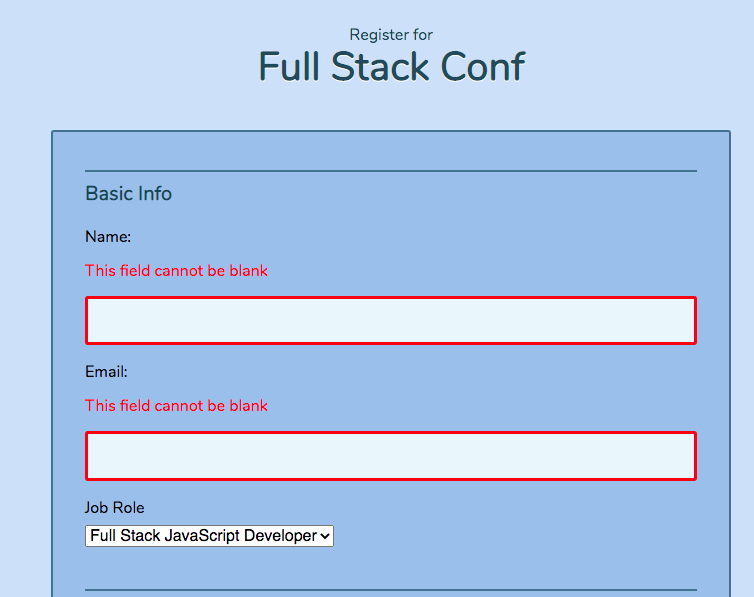 Register for
Full Stack Conf
Basic Info
Name:
This field cannot be blank
Email:
This field cannot be blank
Job Role
Full Stack JavaScript Developer